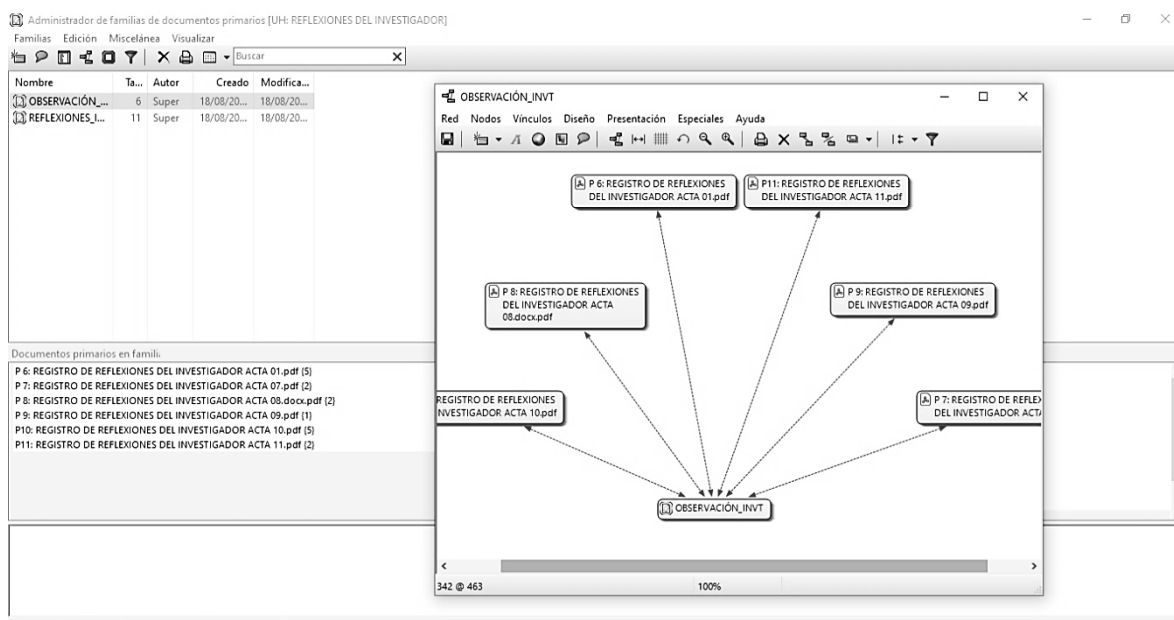 Administrador de familias de documentos primarios [UH: REFLEXIONES DEL INVESTIGADOR]
Familias Edición Miscelánea Visualizar
Buscar
Nombre Ta... Autor Creado Modifica...
OBSERVACIÓN_... 6 Super 18/08/20... 18/08/20...
REFLEXIONES_I... 11 Super 18/08/20... 18/08/20...
Documentos primarios en famili
P 6: REGISTRO DE REFLEXIONES DEL INVESTIGADOR ACTA 01.pdf {5}
P 7: REGISTRO DE REFLEXIONES DEL INVESTIGADOR ACTA 07.pdf {2}
P 8: REGISTRO DE REFLEXIONES DEL INVESTIGADOR ACTA 08.docx.pdf {2}
P 9: REGISTRO DE REFLEXIONES DEL INVESTIGADOR ACTA 09.pdf {1}
P10: REGISTRO DE REFLEXIONES DEL INVESTIGADOR ACTA 10.pdf {5}
P11: REGISTRO DE REFLEXIONES DEL INVESTIGADOR ACTA 11.pdf {2}
OBSERVACIÓN_INVT
Red Nodos Vínculos Diseño Presentación Especiales Ayuda
P 6: REGISTRO DE REFLEXIONES
DEL INVESTIGADOR ACTA 01.pdf
P11: REGISTRO DE REFLEXIONES
DEL INVESTIGADOR ACTA 11.pdf
P 8: REGISTRO DE REFLEXIONES
DEL INVESTIGADOR ACTA
08.docx.pdf
P 9: REGISTRO DE REFLEXIONES
DEL INVESTIGADOR ACTA 09.pdf
REGISTRO DE REFLEXIONES
NVESTIGADOR ACTA 10.pdf
P 7: REGISTRO DE REFLEX
DEL INVESTIGADOR ACTA
OBSERVACIÓN_INVT
342 @ 463 100%